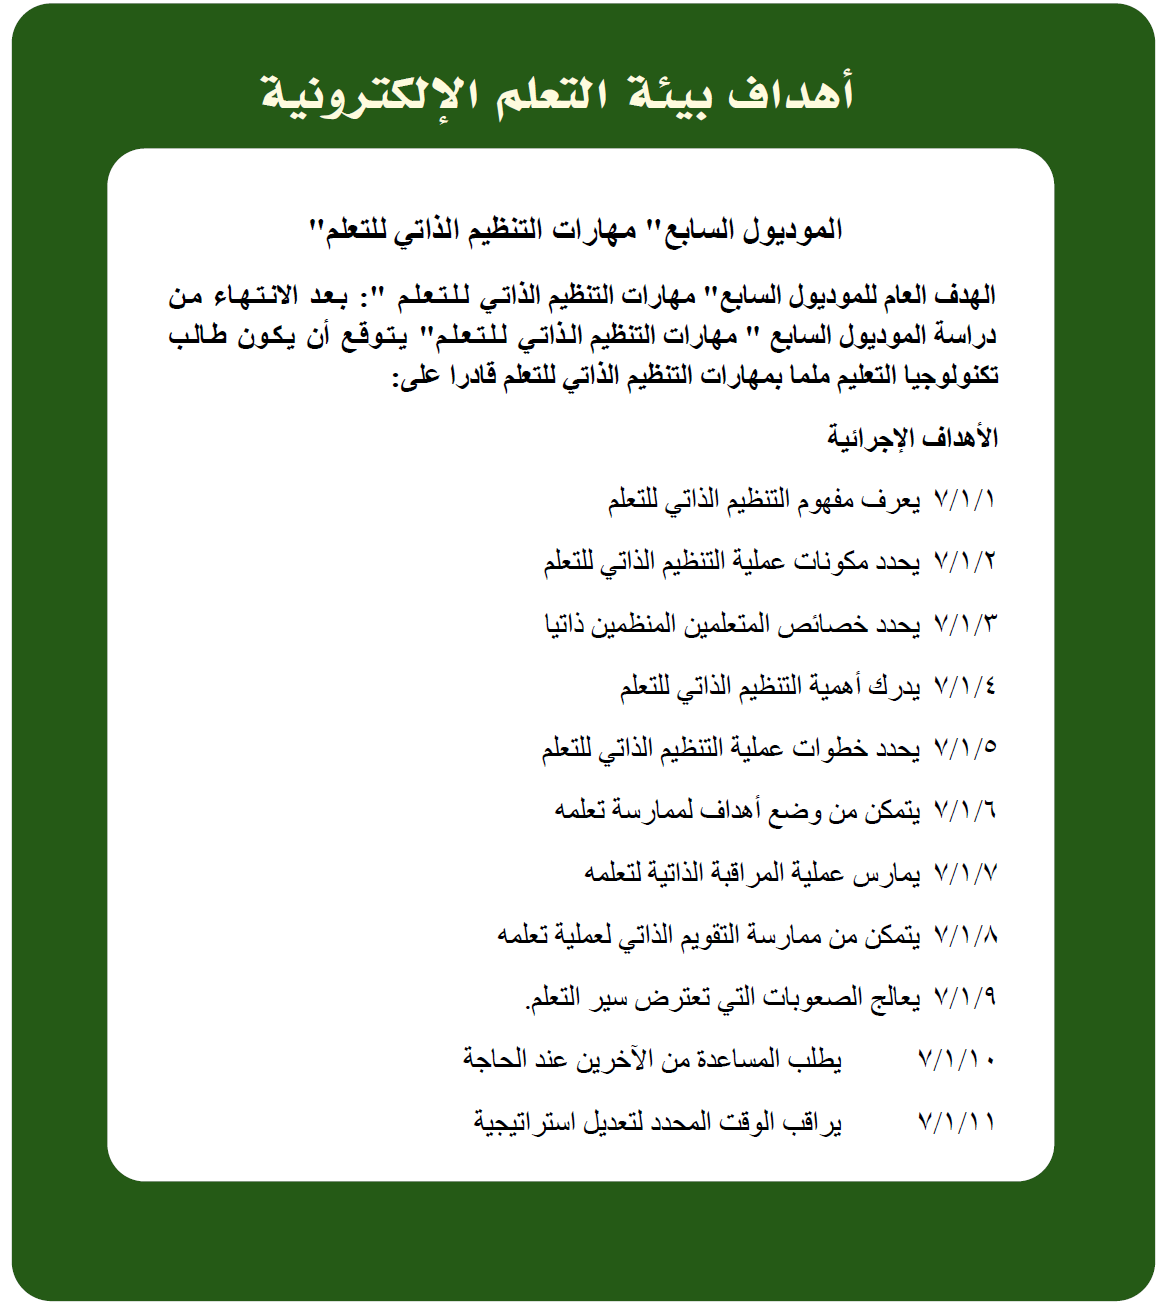 أهداف بيئة التعلم الإلكترونية
الموديول السابع" مهارات التنظيم الذاتي للتعلم"
الهدف العام للموديول السابع" مهارات التنظيم الذاتي للتعلم ": بعد الانتهاء من
دراسة الموديول السابع " مهارات التنظيم الذاتي للتعلم" يتوقع أن يكون طالب
تكنولوجيا التعليم ملما بمهارات التنظيم الذاتي للتعلم قادرا على:
الأهداف الإجرائية
٧/١/١ يعرف مفهوم التنظيم الذاتي للتعلم
٧/١/٢ يحدد مكونات عملية التنظيم الذاتي للتعلم
٧/١/٣ يحدد خصائص المتعلمين المنظمين ذاتيا
٧/١/٤ يدرك أهمية التنظيم الذاتي للتعلم
٧/١/٥ يحدد خطوات عملية التنظيم الذاتي للتعلم
٧/١/٦ يتمكن من وضع أهداف لممارسة تعلمه
٧/١/٧ يمارس عملية المراقبة الذاتية لتعلمه
٧/١/٨ يتمكن من ممارسة التقويم الذاتي لعملية تعلمه
٧/١/٩ يعالج الصعوبات التي تعترض سير التعلم.
٧/١/١٠ يطلب المساعدة من الآخرين عند الحاجة
٧/١/١١ يراقب الوقت المحدد لتعديل استراتيجية